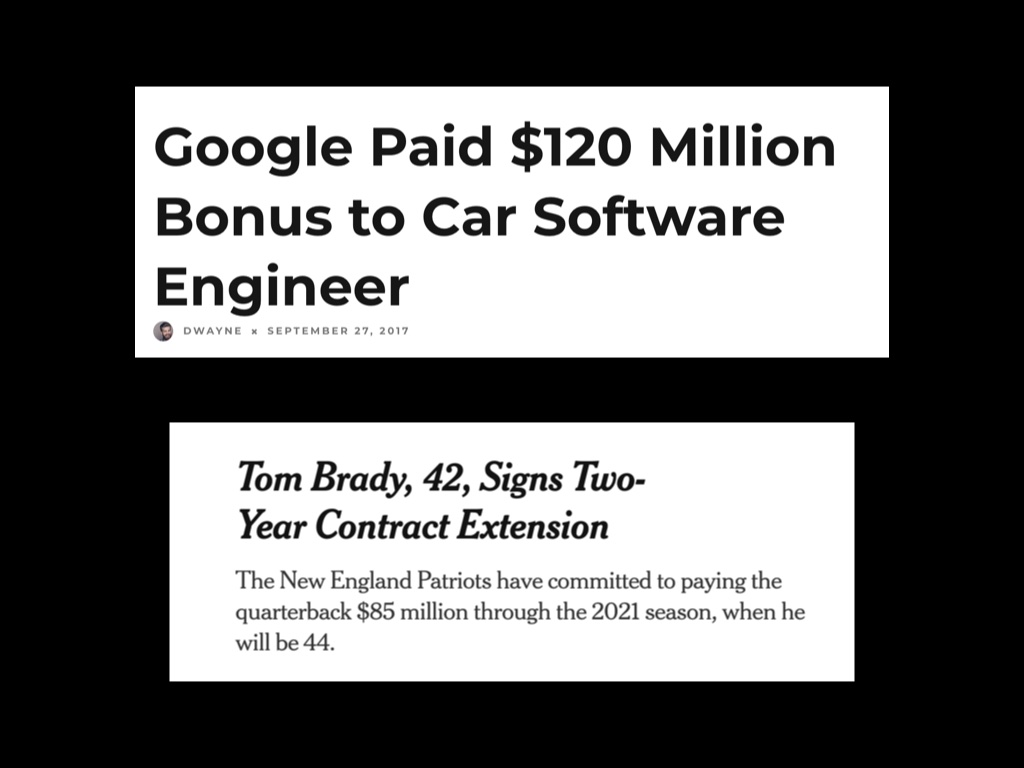 Google Paid $120 Million
Bonus to Car Software
Engineer
DWAYNE × SEPTEMBER 27, 2017
Tom Brady, 42, Signs Two-
Year Contract Extension
The New England Patriots have committed to paying the
quarterback $85 million through the 2021 season, when he
will be 44.